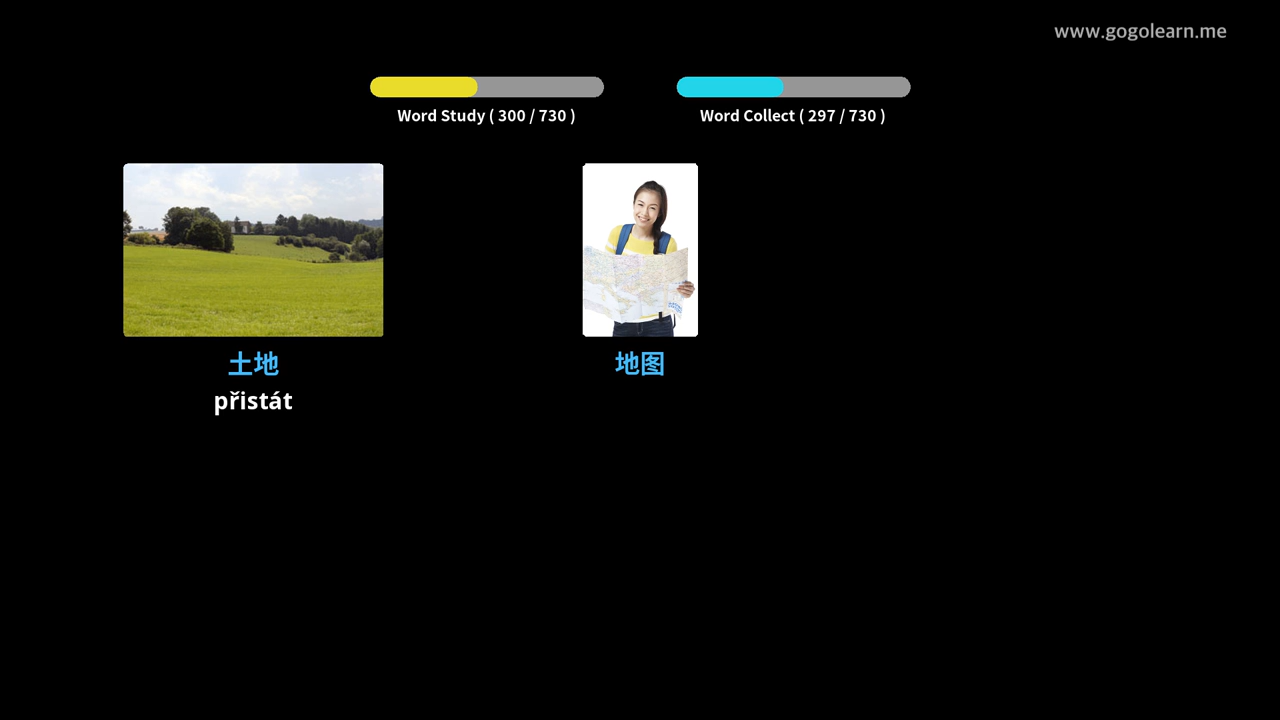 www.gogolearn.me
Word Study ( 300 / 730 )
Word Collect ( 297 / 730 )
土地
přistát
地图